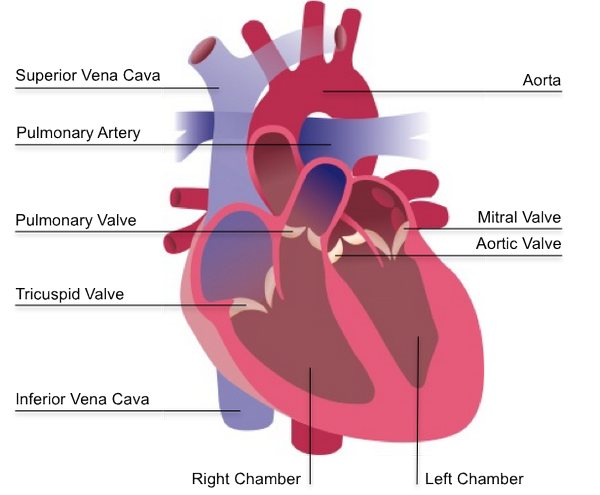 Superior Vena Cava
Aorta
Pulmonary Artery
Pulmonary Valve
Mitral Valve
Aortic Valve
Tricuspid Valve
Inferior Vena Cava
Right Chamber
Left Chamber